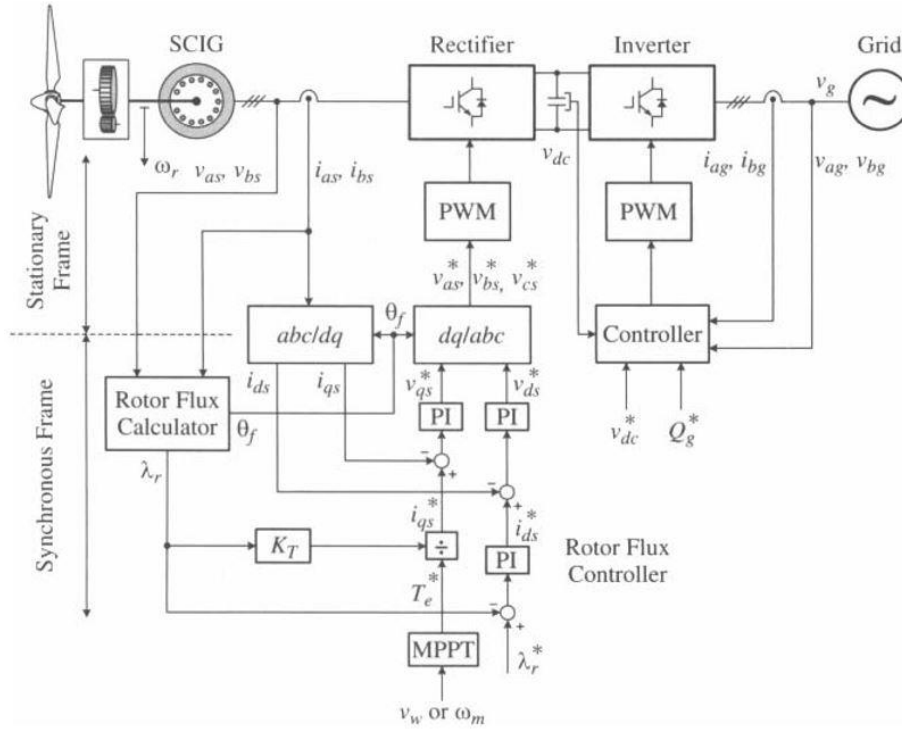 SCIG
Rectifier
Inverter
Grid
v_g
v_dc
ω_r
v_as, v_bs
i_as, i_bs
i_ag, i_bg
v_ag, v_bg
PWM
PWM
Stationary
Frame
v*_as, v*_bs, v*_cs
θ_f
abc/dq
dq/abc
Controller
i_ds
i_qs
v*_qs
v*_ds
Rotor Flux
Calculator
θ_f
PI
PI
v*_dc
Q*_g
λ_r
-
+
-
+
Synchronous Frame
i*_qs
i*_ds
K_T
÷
PI
Rotor Flux
Controller
T*_e
-
+
MPPT
λ*_r
v_w or ω_m